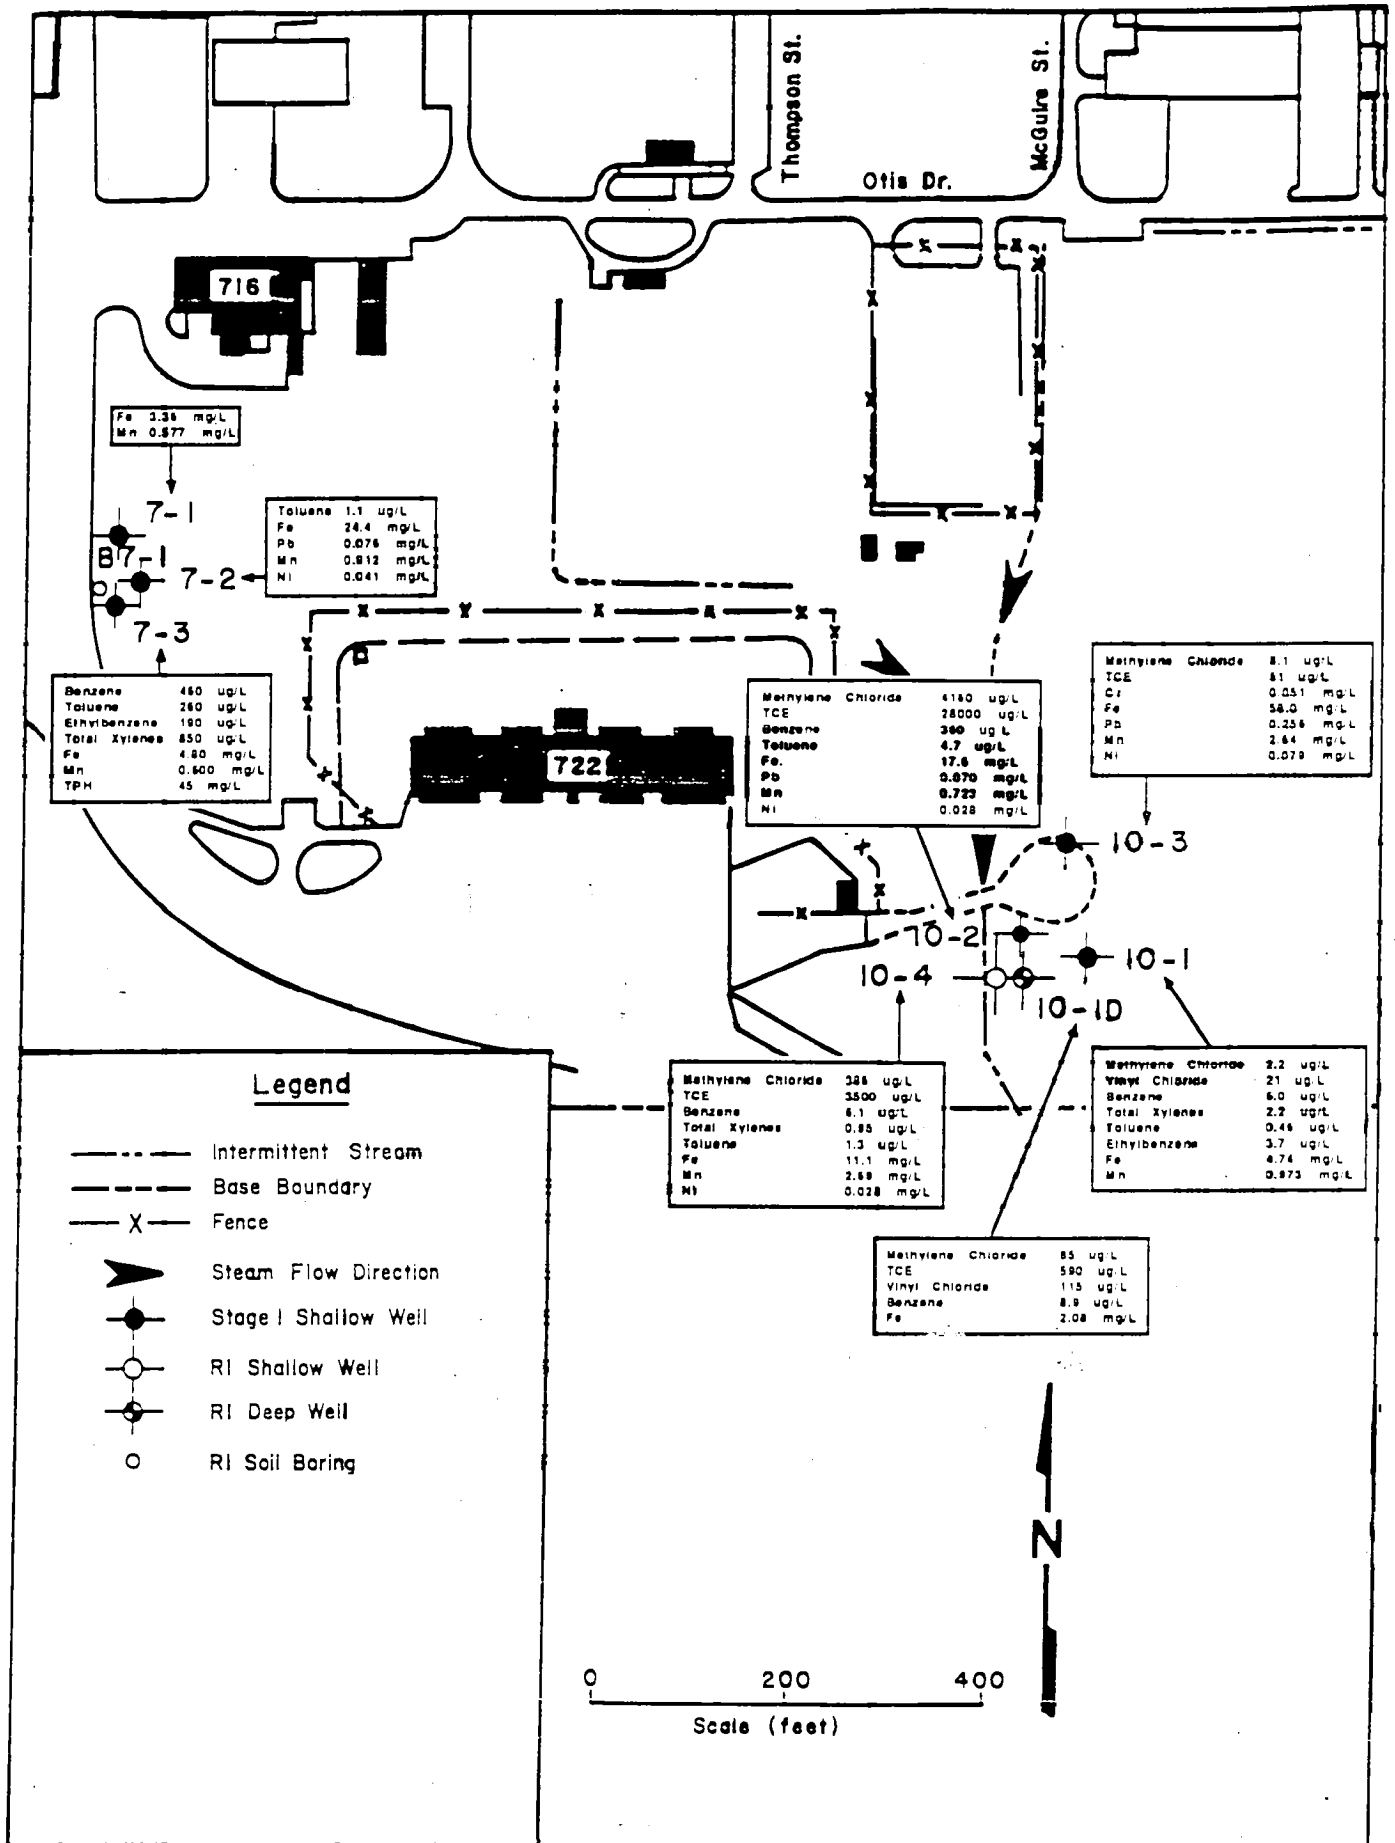 Thompson St.
McGuire St.
Otis Dr.
716
Fe 3.36 mg/L
Mn 0.577 mg/L
7-1
Toluene 1.1 ug/L
Fe 24.4 mg/L
Pb 0.076 mg/L
Mn 0.912 mg/L
Ni 0.041 mg/L
B7-1
7-2
7-3
Benzene 460 ug/L
Toluene 260 ug/L
Ethylbenzene 190 ug/L
Total Xylenes 850 ug/L
Fe 4.80 mg/L
Mn 0.600 mg/L
TPH 45 mg/L
722
Methylene Chloride 4160 ug/L
TCE 28000 ug/L
Benzene 360 ug L
Toluene 4.7 ug/L
Fe. 17.6 mg/L
Pb 0.070 mg/L
Mn 0.723 mg/L
Ni 0.028 mg/L
Methylene Chloride 8.1 ug/L
TCE 81 ug/L
Cr 0.051 mg/L
Fe 58.0 mg/L
Pb 0.256 mg/L
Mn 2.64 mg/L
Ni 0.079 mg/L
10-3
10-2
10-1
10-4
10-1D
Methylene Chloride 386 ug/L
TCE 3500 ug/L
Benzene 6.1 ug/L
Total Xylenes 0.85 ug/L
Toluene 1.3 ug/L
Fe 11.1 mg/L
Mn 2.69 mg/L
Ni 0.028 mg/L
Methylene Chloride 2.2 ug/L
Vinyl Chloride 21 ug/L
Benzene 6.0 ug/L
Total Xylenes 2.2 ug/L
Toluene 0.46 ug/L
Ethylbenzene 3.7 ug/L
Fe 4.74 mg/L
Mn 0.973 mg/L
Methylene Chloride 85 ug/L
TCE 590 ug/L
Vinyl Chloride 115 ug/L
Benzene 8.9 ug/L
Fe 2.08 mg/L
Legend
Intermittent Stream
Base Boundary
X Fence
Steam Flow Direction
Stage I Shallow Well
RI Shallow Well
RI Deep Well
RI Soil Boring
N
0 200 400
Scale (feet)